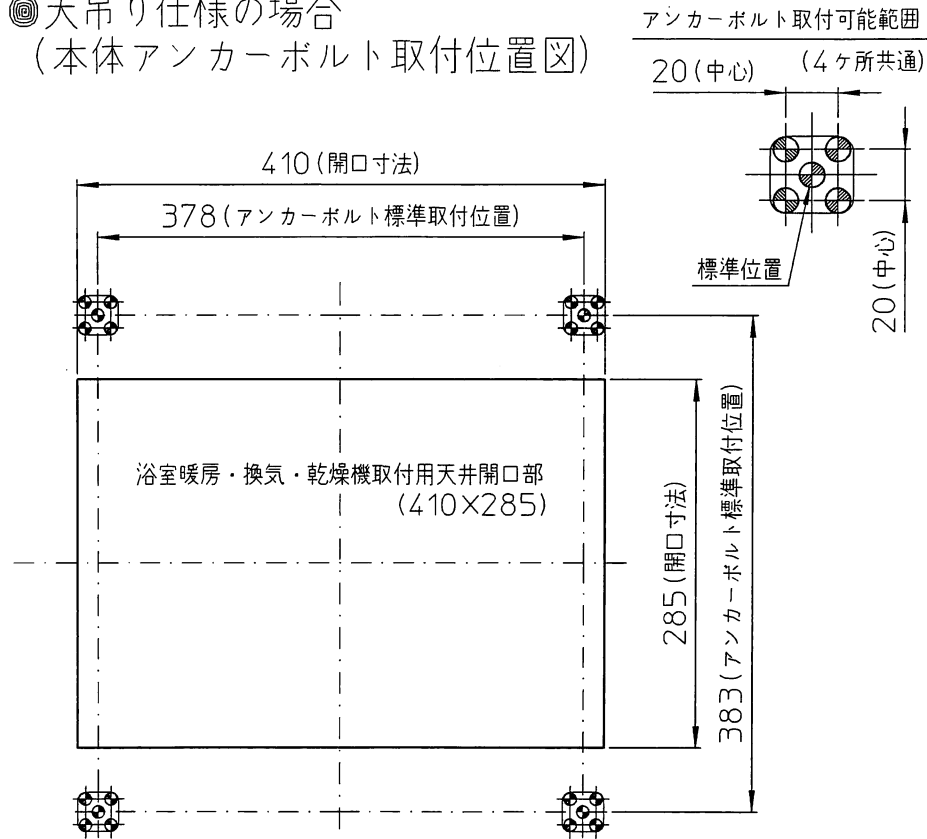 天吊り仕様の場合
(本体アンカーボルト取付位置図)
アンカーボルト取付可能範囲
(4ケ所共通)
20(中心)
20(中心)
標準位置
410(開口寸法)
378(アンカーボルト標準取付位置)
浴室暖房・換気・乾燥機取付用天井開口部
(410×285)
285(開口寸法)
383(アンカーボルト標準取付位置)